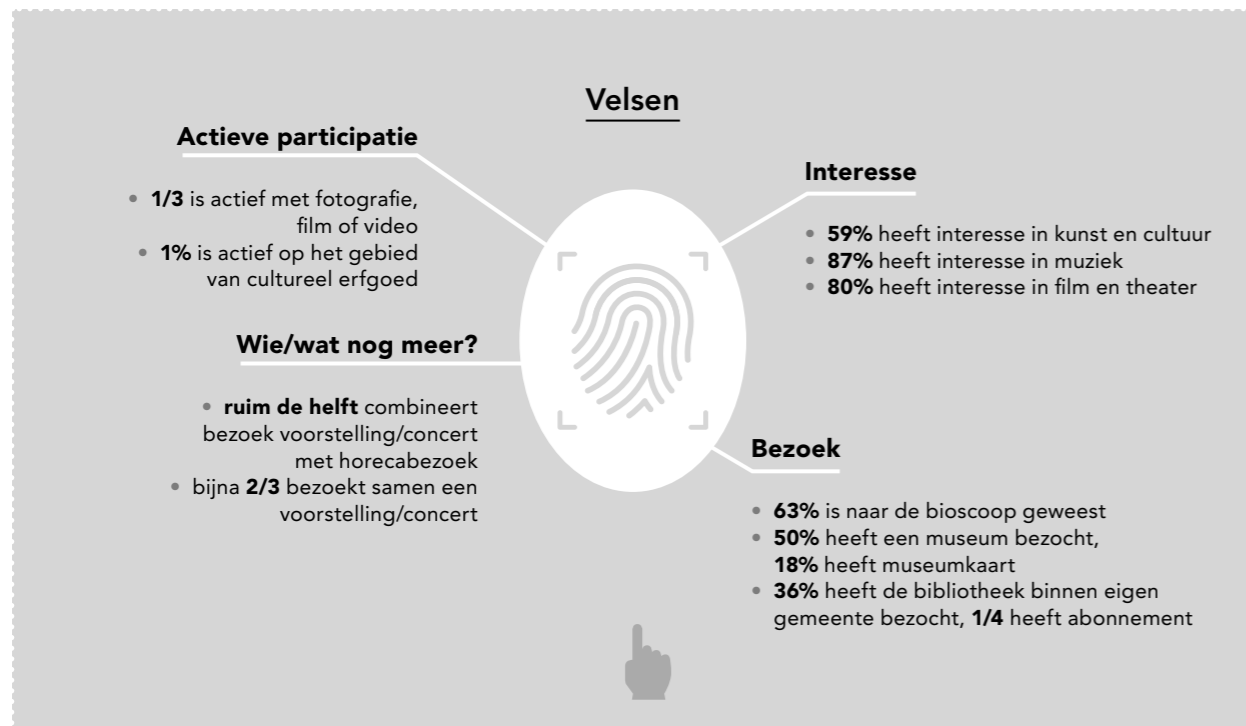 Velsen
Actieve participatie
• 1/3 is actief met fotografie,
film of video
• 1% is actief op het gebied
van cultureel erfgoed
Wie/wat nog meer?
• ruim de helft combineert
bezoek voorstelling/concert
met horecabezoek
• bijna 2/3 bezoekt samen een
voorstelling/concert
Interesse
• 59% heeft interesse in kunst en cultuur
• 87% heeft interesse in muziek
• 80% heeft interesse in film en theater
Bezoek
• 63% is naar de bioscoop geweest
• 50% heeft een museum bezocht,
18% heeft museumkaart
• 36% heeft de bibliotheek binnen eigen
gemeente bezocht, 1/4 heeft abonnement